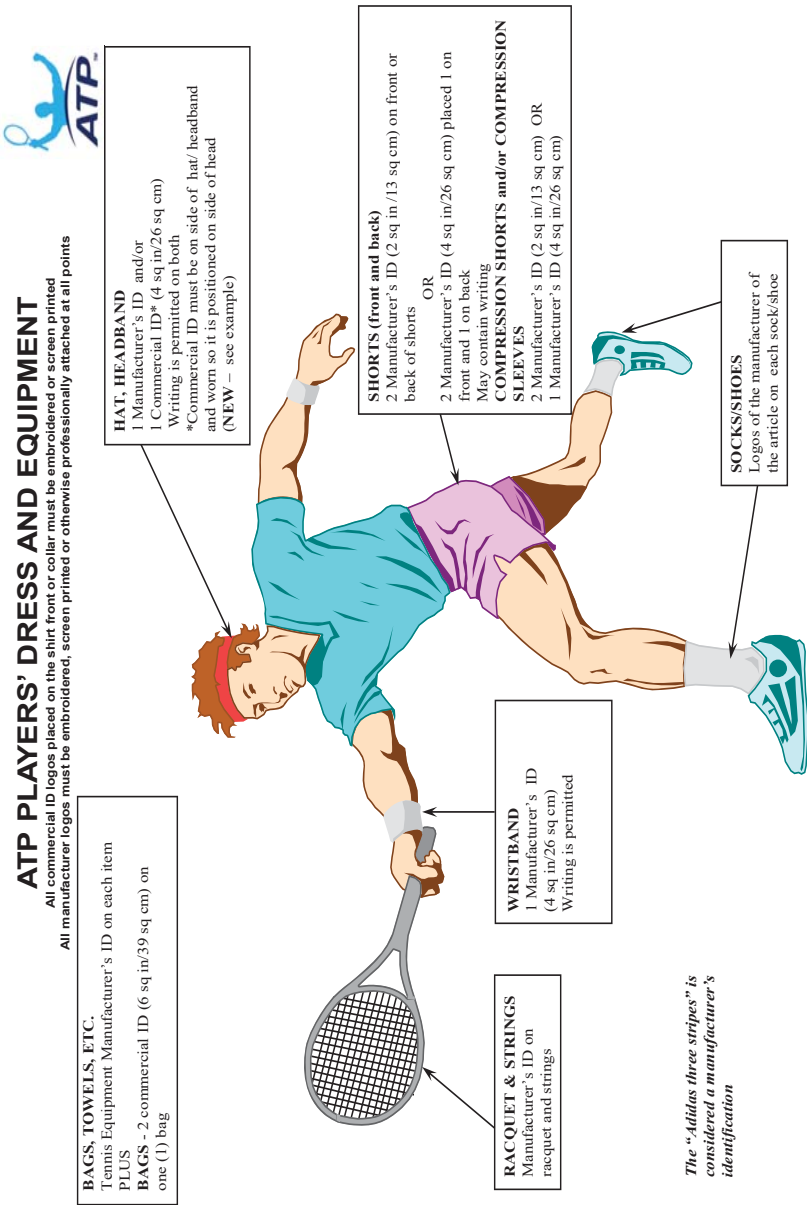 ATP PLAYERS’ DRESS AND EQUIPMENT
All commercial ID logos placed on the shirt front or collar must be embroidered or screen printed
All manufacturer logos must be embroidered, screen printed or otherwise professionally attached at all points
ATP™
BAGS, TOWELS, ETC.
Tennis Equipment Manufacturer’s ID on each item
PLUS
BAGS - 2 commercial ID (6 sq in/39 sq cm) on
one (1) bag
HAT, HEADBAND
1 Manufacturer’s ID and/or
1 Commercial ID* (4 sq in/26 sq cm)
Writing is permitted on both
*Commercial ID must be on side of hat/ headband
and worn so it is positioned on side of head
(NEW – see example)
SHORTS (front and back)
2 Manufacturer’s ID (2 sq in /13 sq cm) on front or
back of shorts
OR
2 Manufacturer’s ID (4 sq in/26 sq cm) placed 1 on
front and 1 on back
May contain writing
COMPRESSION SHORTS and/or COMPRESSION
SLEEVES
2 Manufacturer’s ID (2 sq in/13 sq cm) OR
1 Manufacturer’s ID (4 sq in/26 sq cm)
WRISTBAND
1 Manufacturer’s ID
(4 sq in/26 sq cm)
Writing is permitted
RACQUET & STRINGS
Manufacturer’s ID on
racquet and strings
SOCKS/SHOES
Logos of the manufacturer of
the article on each sock/shoe
The “Adidas three stripes” is
considered a manufacturer’s
identification